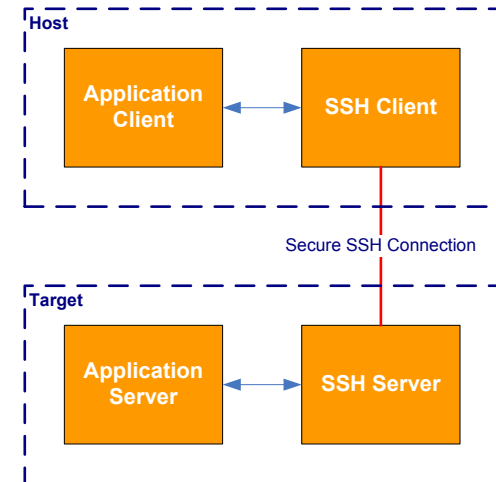 Host
Application
Client
SSH Client
Secure SSH Connection
Target
Application
Server
SSH Server